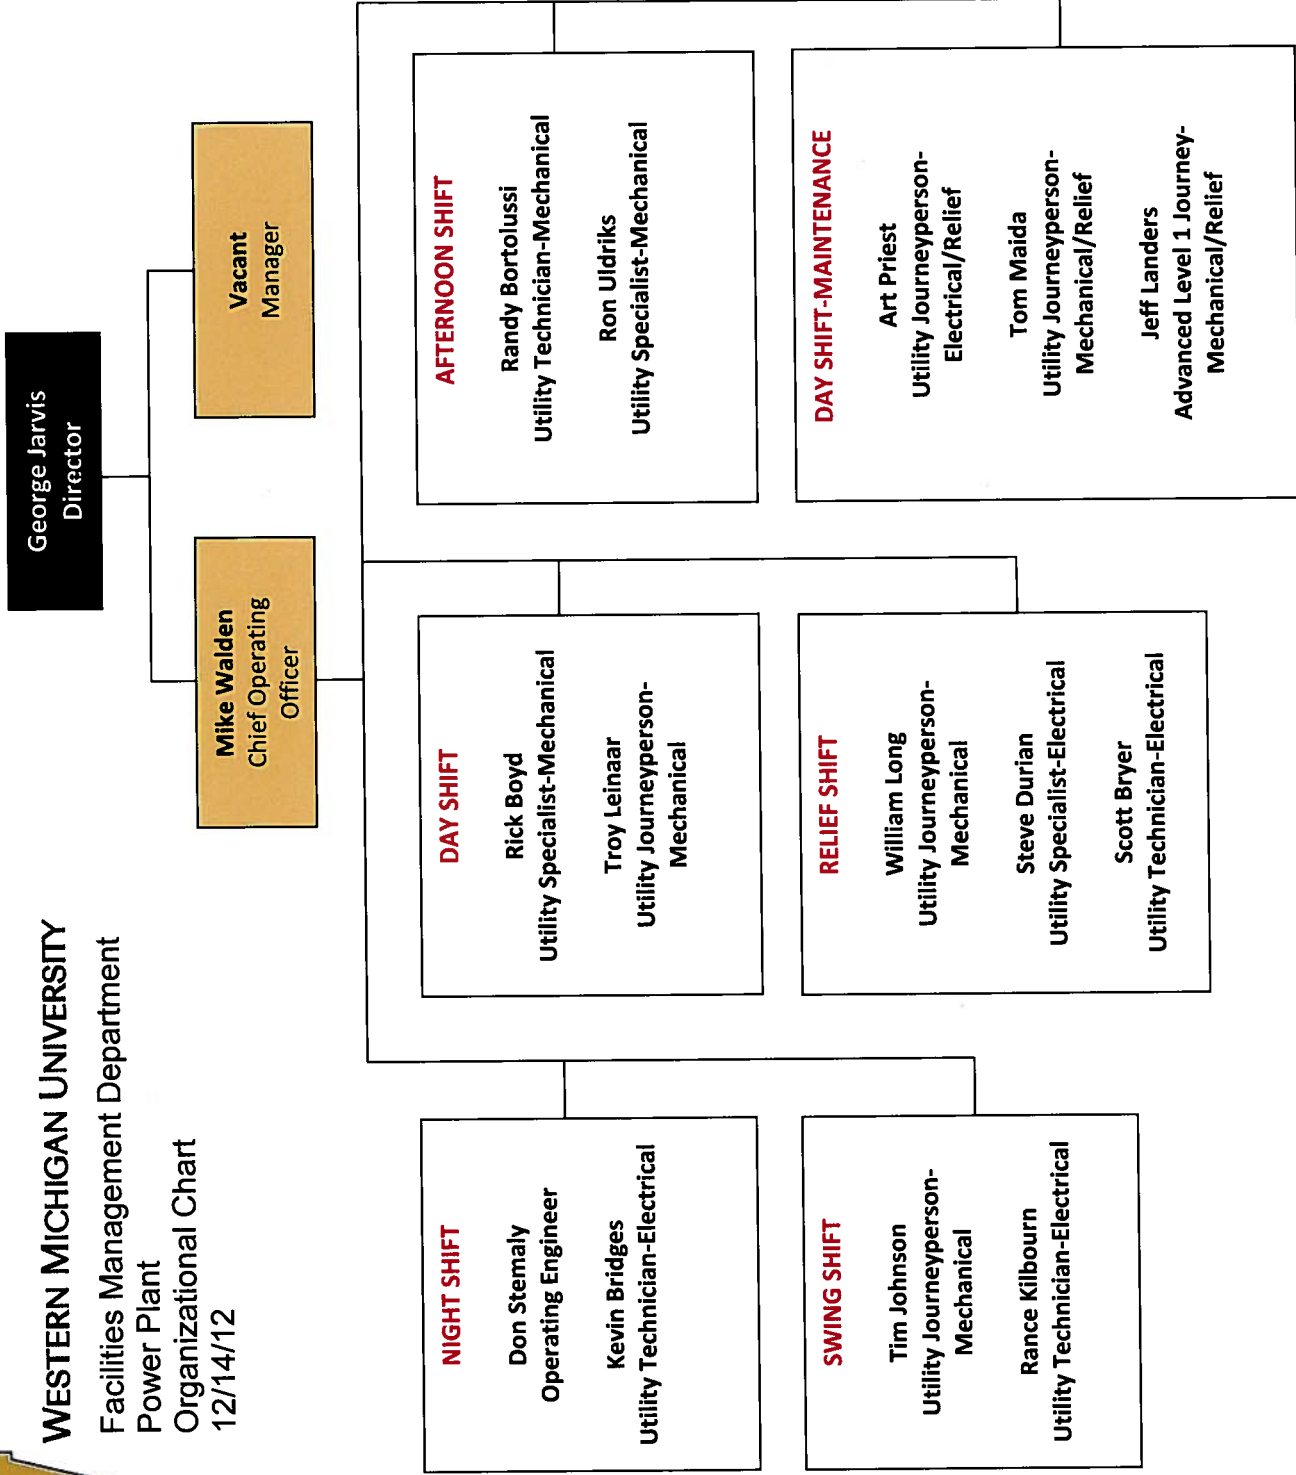 WESTERN MICHIGAN UNIVERSITY
Facilities Management Department
Power Plant
Organizational Chart
12/14/12
George Jarvis
Director
Mike Walden
Chief Operating
Officer
Vacant
Manager
NIGHT SHIFT
Don Stemaly
Operating Engineer
Kevin Bridges
Utility Technician-Electrical
DAY SHIFT
Rick Boyd
Utility Specialist-Mechanical
Troy Leinaar
Utility Journeyperson-
Mechanical
AFTERNOON SHIFT
Randy Bortolussi
Utility Technician-Mechanical
Ron Uldriks
Utility Specialist-Mechanical
SWING SHIFT
Tim Johnson
Utility Journeyperson-
Mechanical
Rance Kilbourn
Utility Technician-Electrical
RELIEF SHIFT
William Long
Utility Journeyperson-
Mechanical
Steve Durian
Utility Specialist-Electrical
Scott Bryer
Utility Technician-Electrical
DAY SHIFT-MAINTENANCE
Art Priest
Utility Journeyperson-
Electrical/Relief
Tom Maida
Utility Journeyperson-
Mechanical/Relief
Jeff Landers
Advanced Level 1 Journey-
Mechanical/Relief